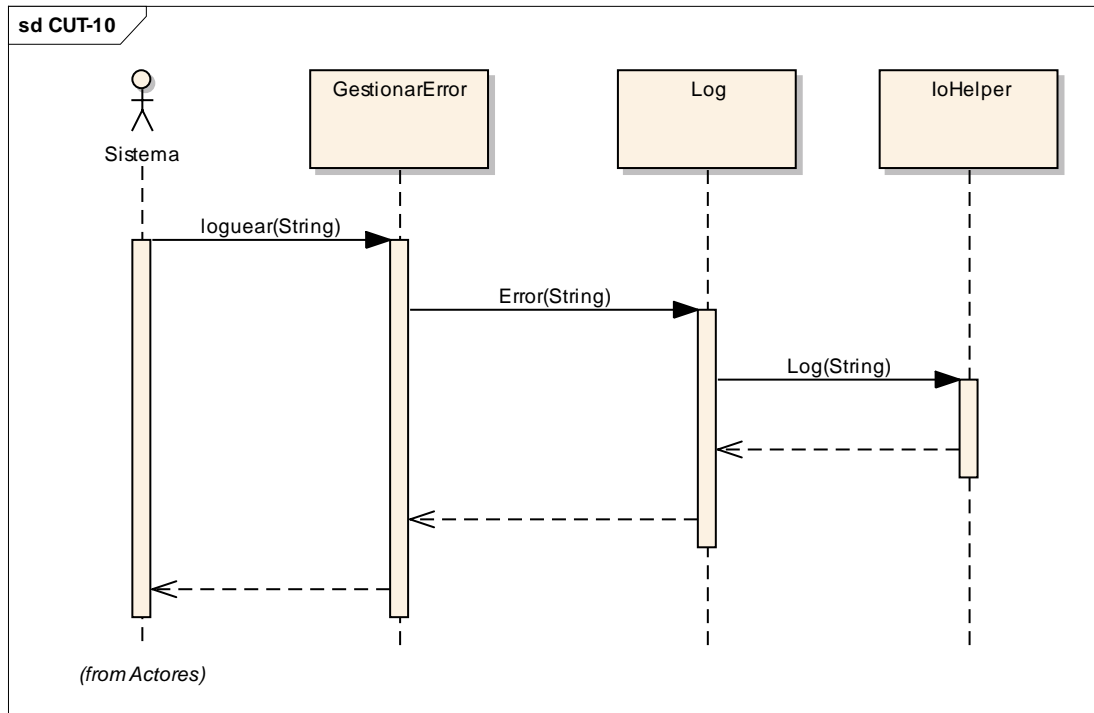 sd CUT-10
Sistema
GestionarError
Log
IoHelper
loguear(String)
Error(String)
Log(String)
(from Actores)